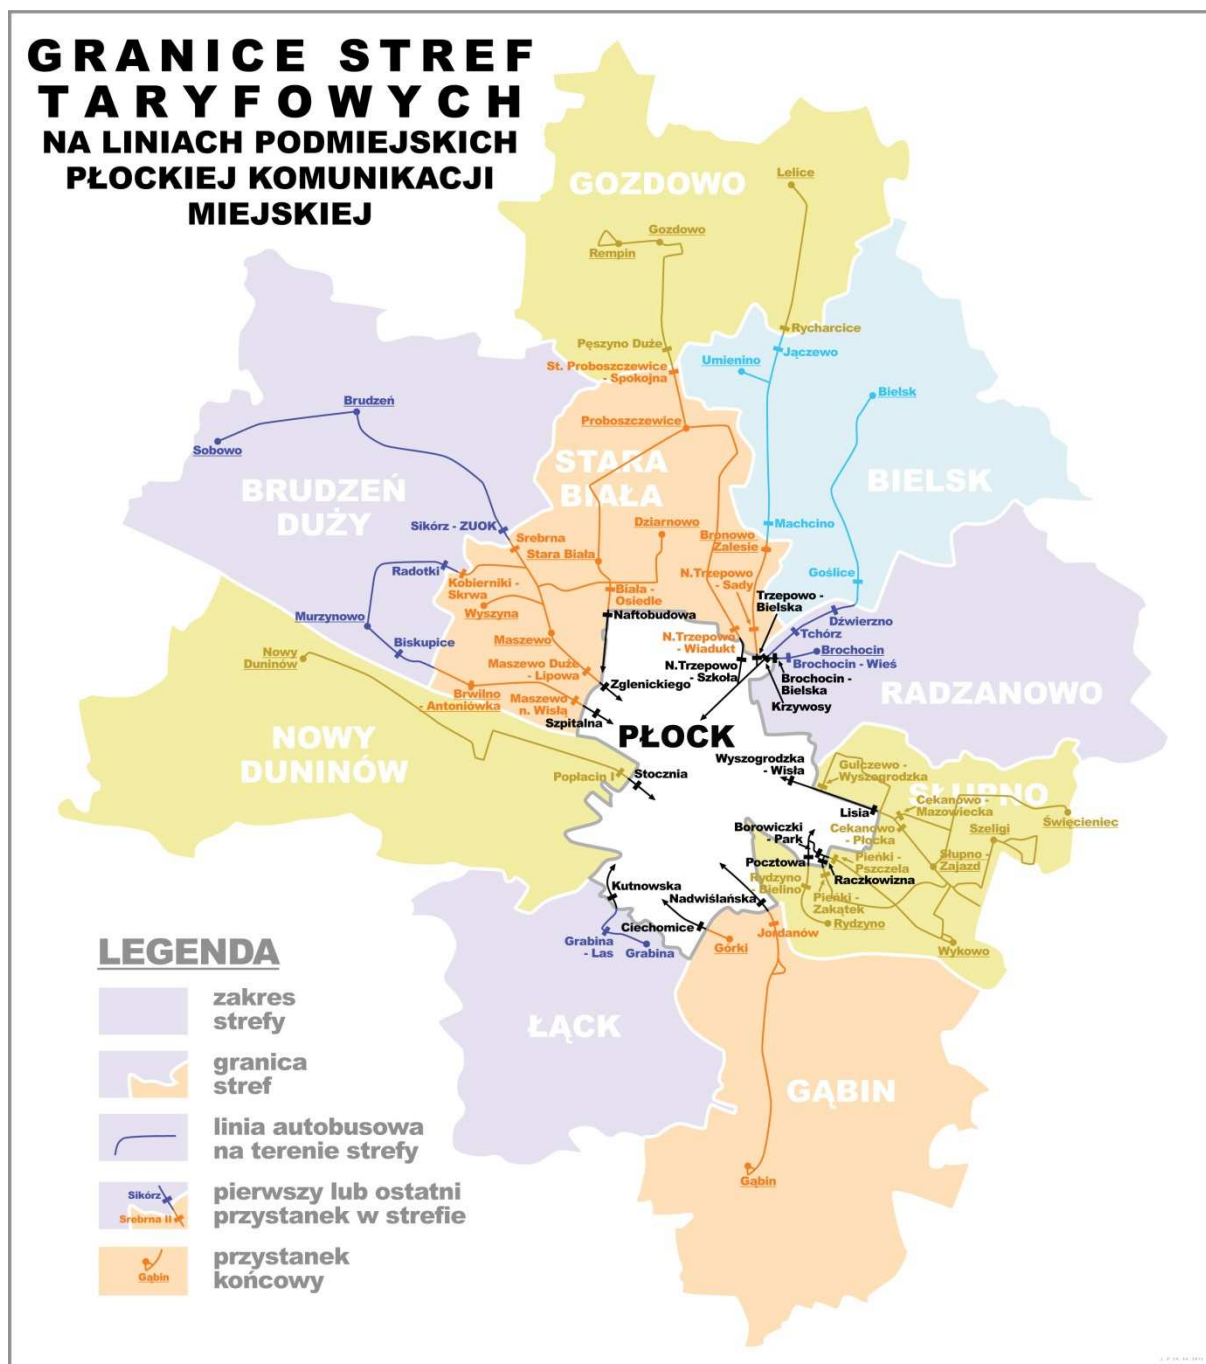 GRANICE STREF
TARYFOWYCH
NA LINIACH PODMIEJSKICH
PŁOCKIEJ KOMUNIKACJI
MIEJSKIEJ
GOZDOWO
Lelice
Gozdowo
Rempin
Rycharcice
Pęszyno Duże
Jączewo
St. Proboszczewice
- Spokojna
Umienino
Bielsk
Brudzeń
Proboszczewice
Sobowo
STARA
BIAŁA
BIELSK
BRUDZEŃ
DUŻY
Dziarnowo
Machcino
Sikórz - ZUOK
Srebrna
Bronowo
Zalesie
Stara Biała
Radotki
Kobierniki -
Skrwa
N.Trzepowo
- Sady
Goślice
Biała -
Osiedle
Trzepowo -
Bielska
Wyszyna
Naftobudowa
Murzynowo
Dźwierzno
Tchórz
Biskupice
Maszewo
N.Trzepowo
- Wiadukt
Nowy
Duninów
Brochocin
Brochocin - Wieś
Maszewo Duże
- Lipowa
N.Trzepowo
- Szkoła
Brochocin -
Bielska
Zglenickiego
RADZANOWO
Brwilno
- Antoniówka
Maszewo
n. Wisłą
Krzywosy
Szpitalna
PŁOCK
NOWY
DUNINÓW
Wyszogrodzka
- Wisła
Gulczewo -
Wyszogrodzka
Popłacin I
Stocznia
SŁUPNO
Cekanowo -
Mazowiecka
Lisia
Święcieniec
Borowiczki
- Park
Cekanowo
- Płocka
Szeligi
Pocztowa
Pieńki -
Pszczela
Słupno -
Zajazd
Rydzyno
- Bielino
Raczkowizna
Kutnowska
Nadwiślańska
Pieńki -
Zakątek
Rydzyno
Ciechomice
Jordanów
Grabina
- Las
Grabina
Górki
Wykowo
LEGENDA
zakres
strefy
ŁĄCK
granica
stref
GĄBIN
linia autobusowa
na terenie strefy
Gąbin
Sikórz
Srebrna II
pierwszy lub ostatni
przystanek w strefie
Gąbin
przystanek
końcowy